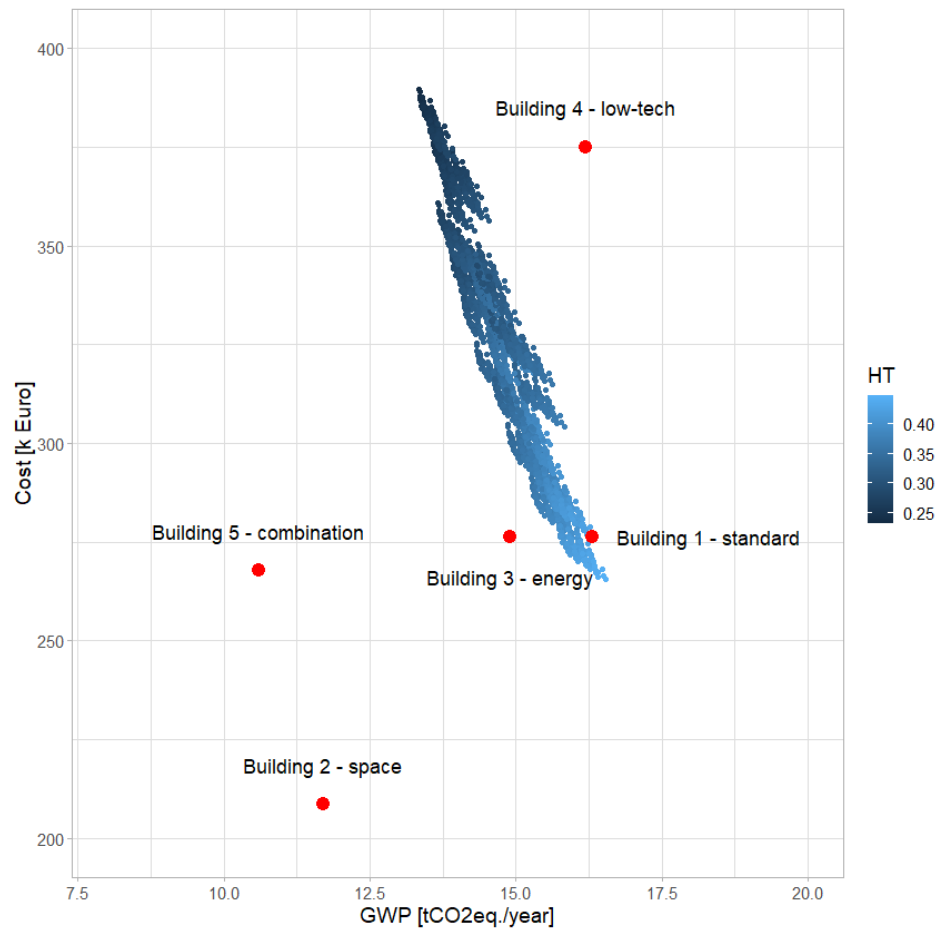 400
350
300
250
200
Cost [k Euro]
Building 4 - low-tech
Building 5 - combination
Building 1 - standard
Building 3 - energy
Building 2 - space
7.5
10.0
12.5
15.0
17.5
20.0
GWP [tCO2eq./year]
HT
0.40
0.35
0.30
0.25